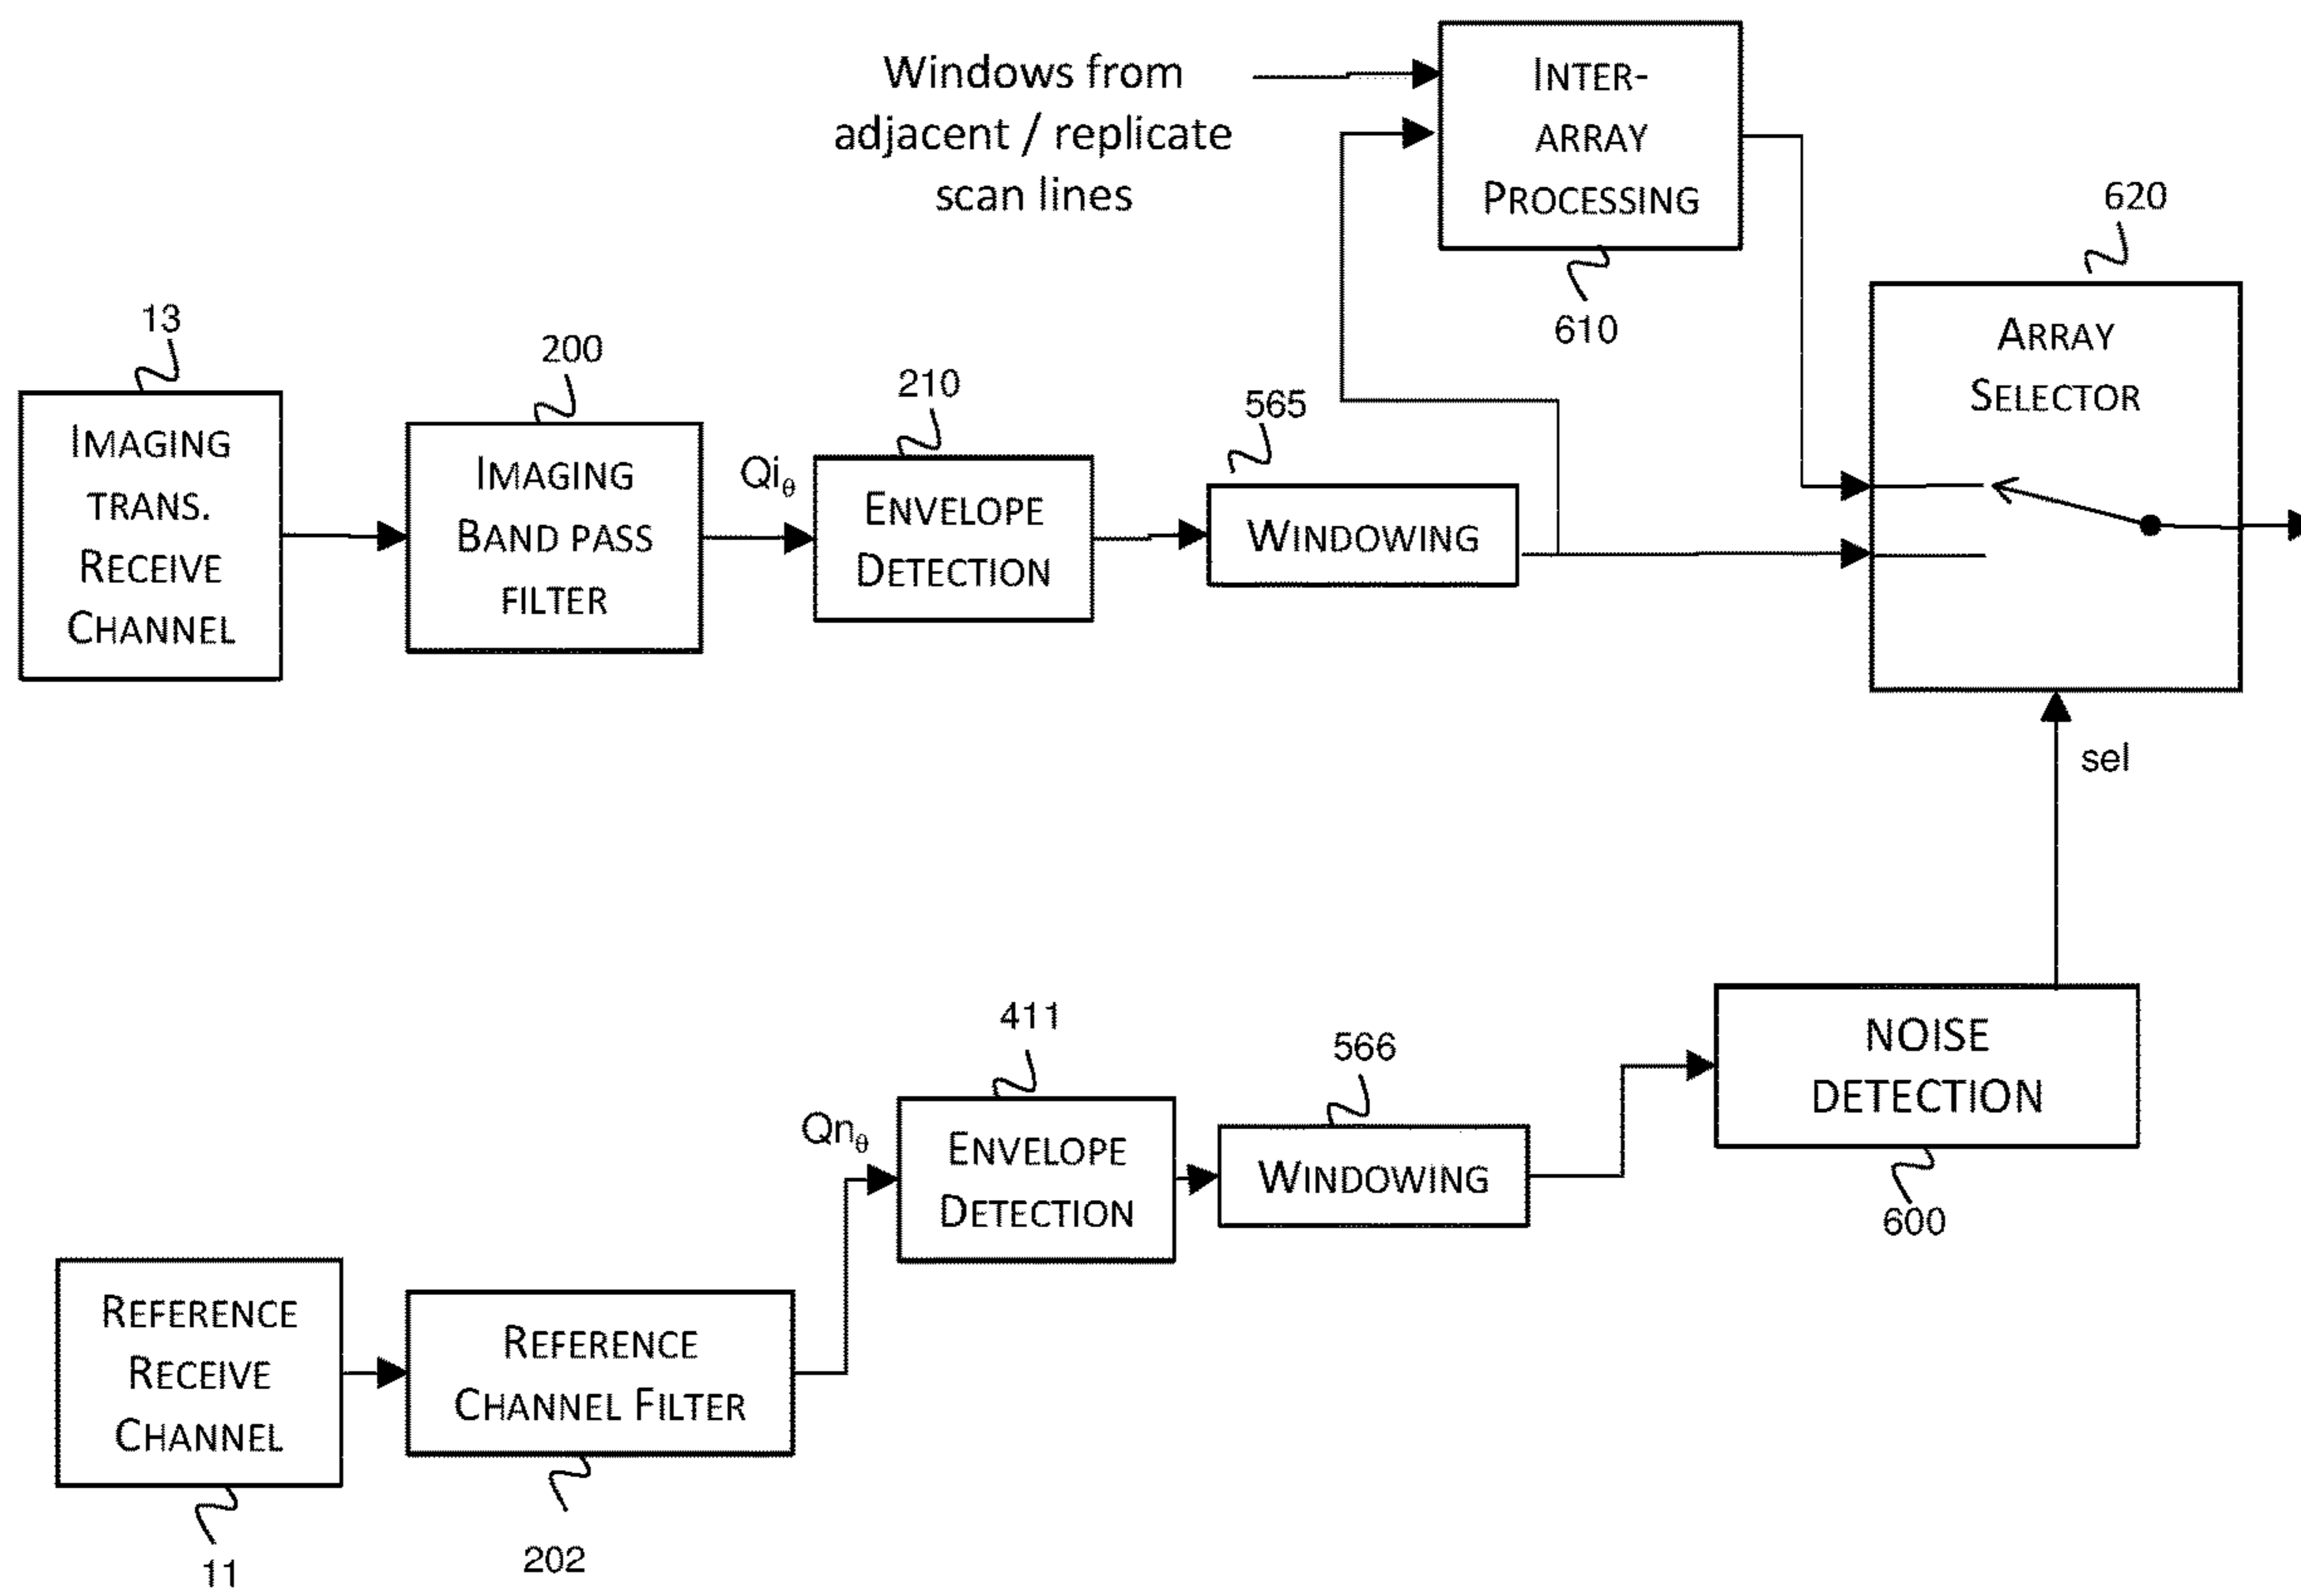 Windows from
adjacent / replicate
scan lines
INTER-
ARRAY
PROCESSING
610
620
ARRAY
SELECTOR
13
IMAGING
TRANS.
RECEIVE
CHANNEL
200
IMAGING
BAND PASS
FILTER
Qiθ
210
ENVELOPE
DETECTION
565
WINDOWING
sel
NOISE
DETECTION
600
411
Qnθ
ENVELOPE
DETECTION
566
WINDOWING
REFERENCE
RECEIVE
CHANNEL
11
REFERENCE
CHANNEL FILTER
202